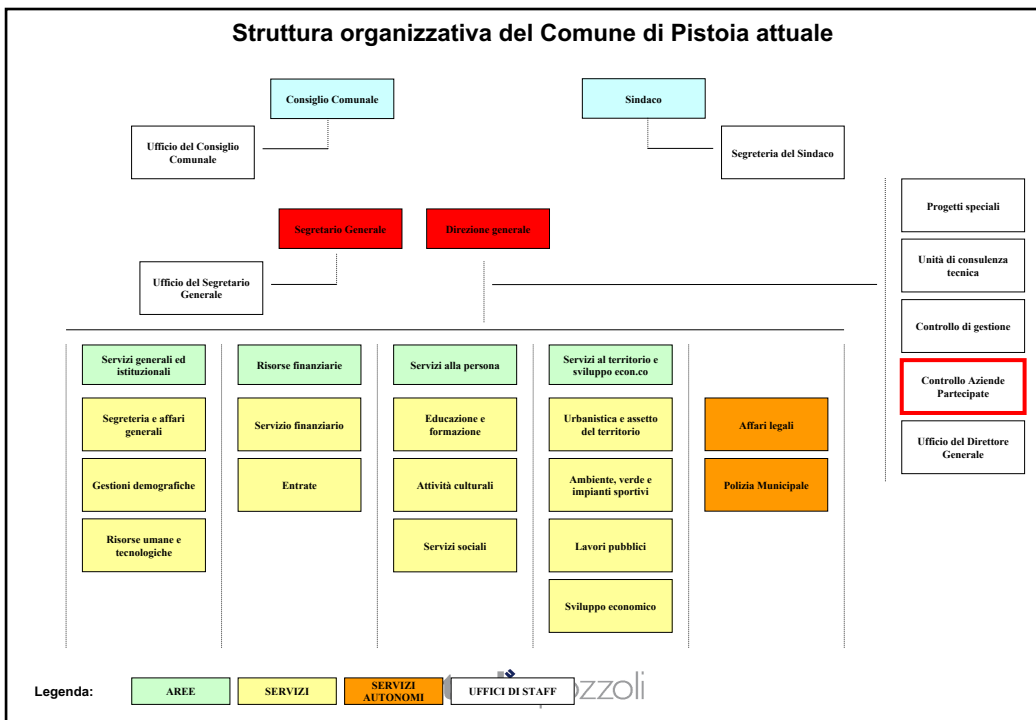 Struttura organizzativa del Comune di Pistoia attuale
Consiglio Comunale
Sindaco
Ufficio del Consiglio
Comunale
Segreteria del Sindaco
Progetti speciali
Segretario Generale
Direzione generale
Unità di consulenza
tecnica
Ufficio del Segretario
Generale
Controllo di gestione
Controllo Aziende
Partecipate
Ufficio del Direttore
Generale
Servizi generali ed
istituzionali
Segreteria e affari
generali
Gestioni demografiche
Risorse umane e
tecnologiche
Risorse finanziarie
Servizio finanziario
Entrate
Servizi alla persona
Educazione e
formazione
Attività culturali
Servizi sociali
Servizi al territorio e
sviluppo econ.co
Urbanistica e assetto
del territorio
Ambiente, verde e
impianti sportivi
Lavori pubblici
Sviluppo economico
Affari legali
Polizia Municipale
Legenda:
AREE
SERVIZI
SERVIZI
AUTONOMI
UFFICI DI STAFF